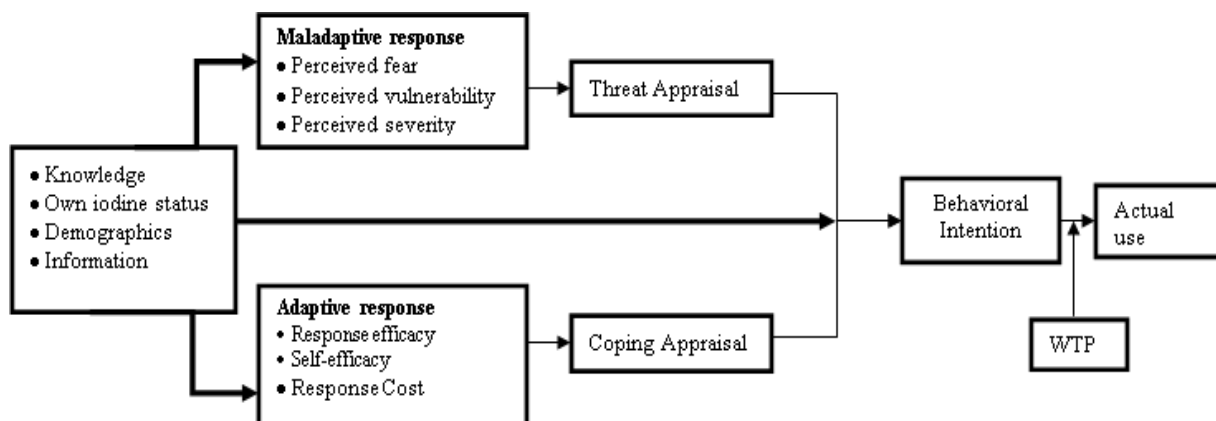 Maladaptive response
● Perceived fear
● Perceived vulnerability
● Perceived severity
Threat Appraisal
● Knowledge
● Own iodine status
● Demographics
● Information
Behavioral
Intention
Actual
use
Adaptive response
• Response efficacy
• Self-efficacy
● Response Cost
Coping Appraisal
WTP